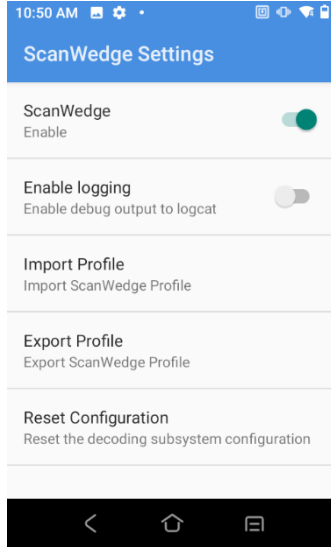 10:50 AM
ScanWedge Settings
ScanWedge
Enable
Enable logging
Enable debug output to logcat
Import Profile
Import ScanWedge Profile
Export Profile
Export ScanWedge Profile
Reset Configuration
Reset the decoding subsystem configuration